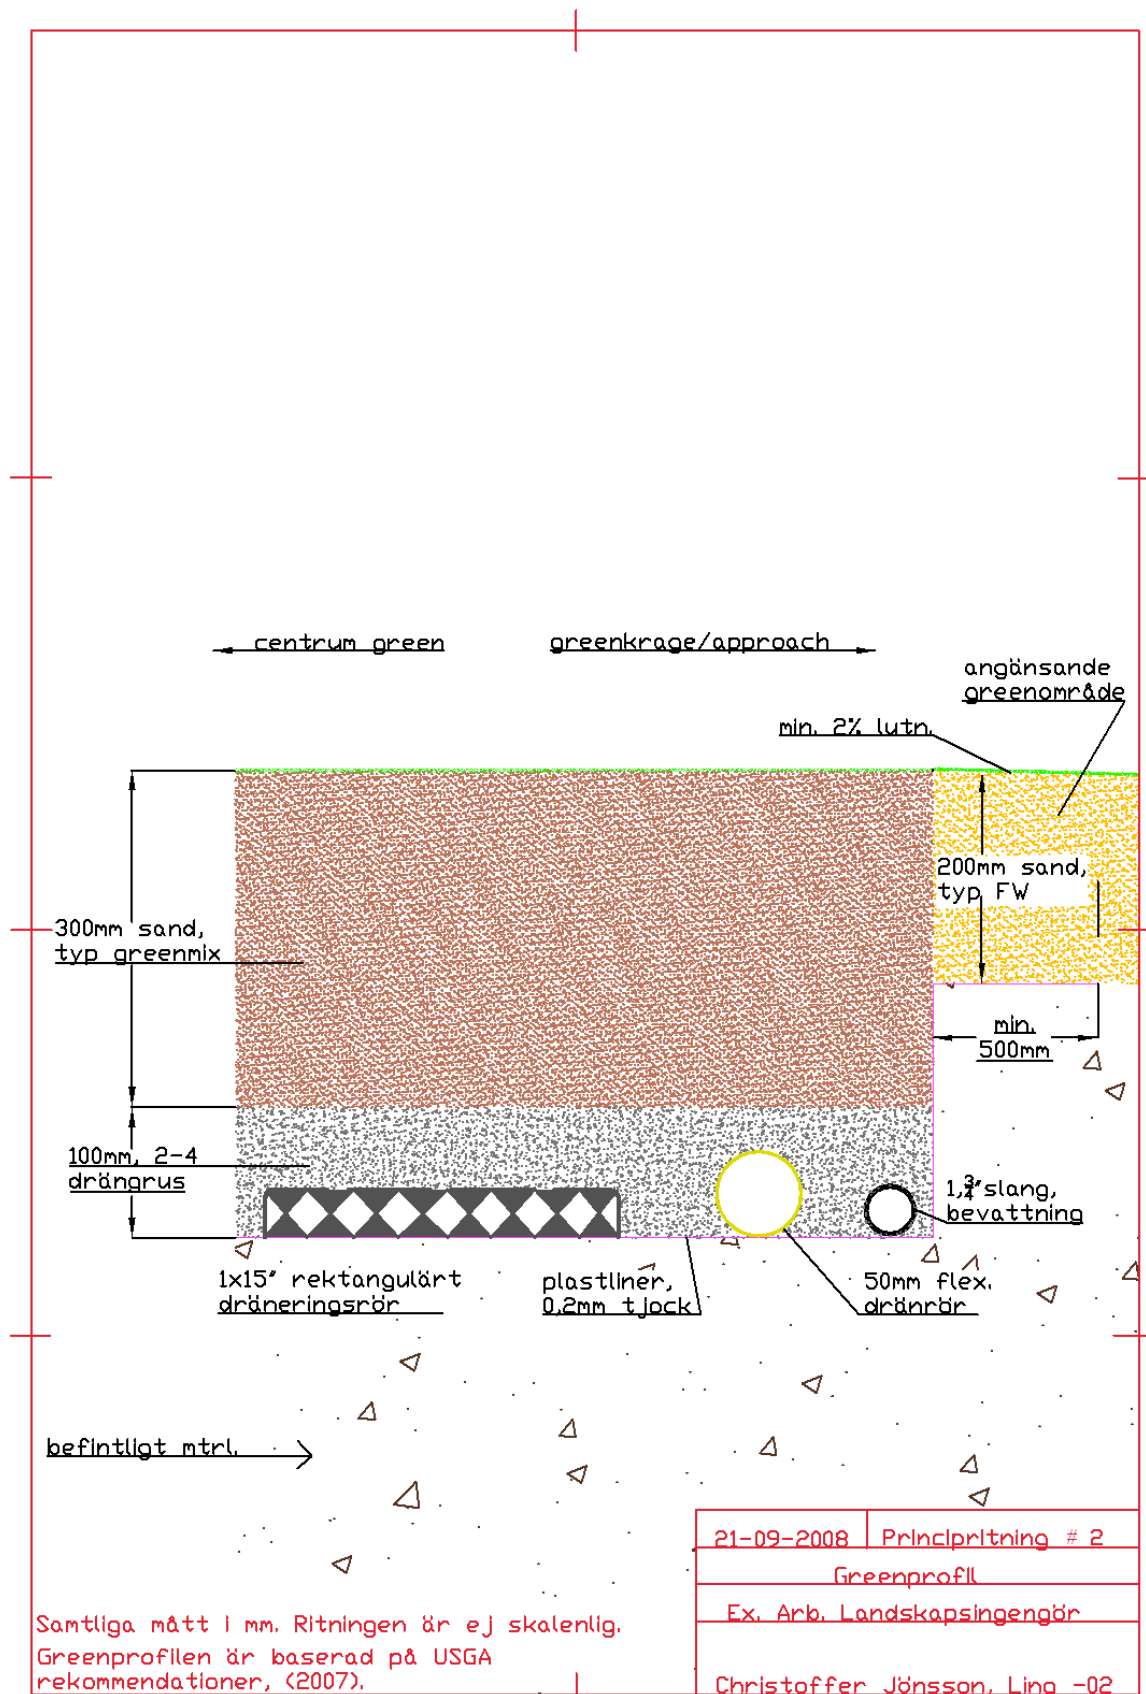 centrum green
greenkrage/approach
angänsande
greenområde
min. 2% lutn.
200mm sand,
typ FW
300mm sand,
typ greenmix
min.
500mm
100mm, 2-4
drängrus
1,3/4" slang,
bevattning
1x15" rektangulärt
dräneringsrör
plastliner,
0,2mm tjock
50mm flex.
dränrör
befintligt mtrl.
21-09-2008 Principritning # 2
Greenprofil
Ex. Arb. Landskapsingengör
Samtliga mått i mm. Ritningen är ej skalenlig.
Greenprofilen är baserad på USGA
rekommendationer, (2007).
Christoffer Jönsson, Ling -02